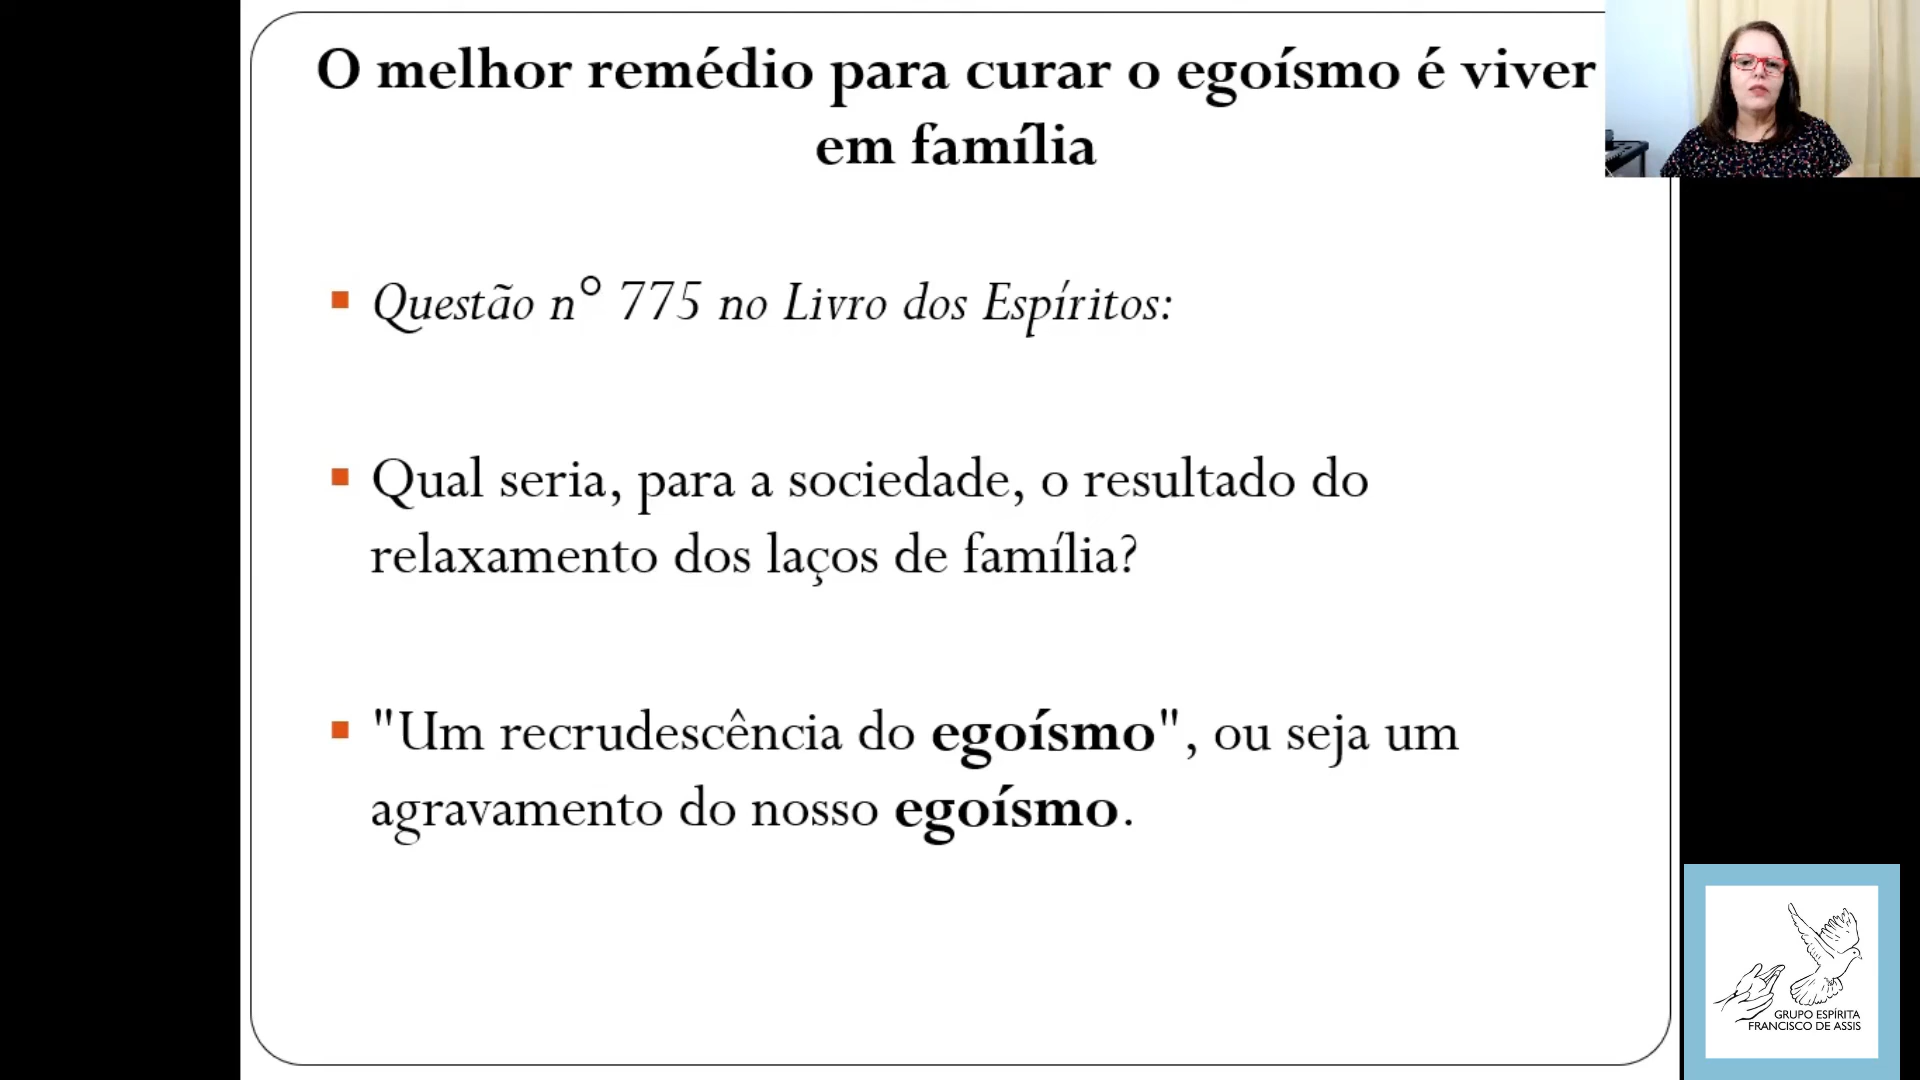 O melhor remédio para curar o egoísmo é viver
em família
Questão n° 775 no Livro dos Espíritos:
Qual seria, para a sociedade, o resultado do
relaxamento dos laços de família?
"Um recrudescência do egoísmo", ou seja um
agravamento do nosso egoísmo.
GRUPO ESPÍRITA
FRANCISCO DE ASSIS